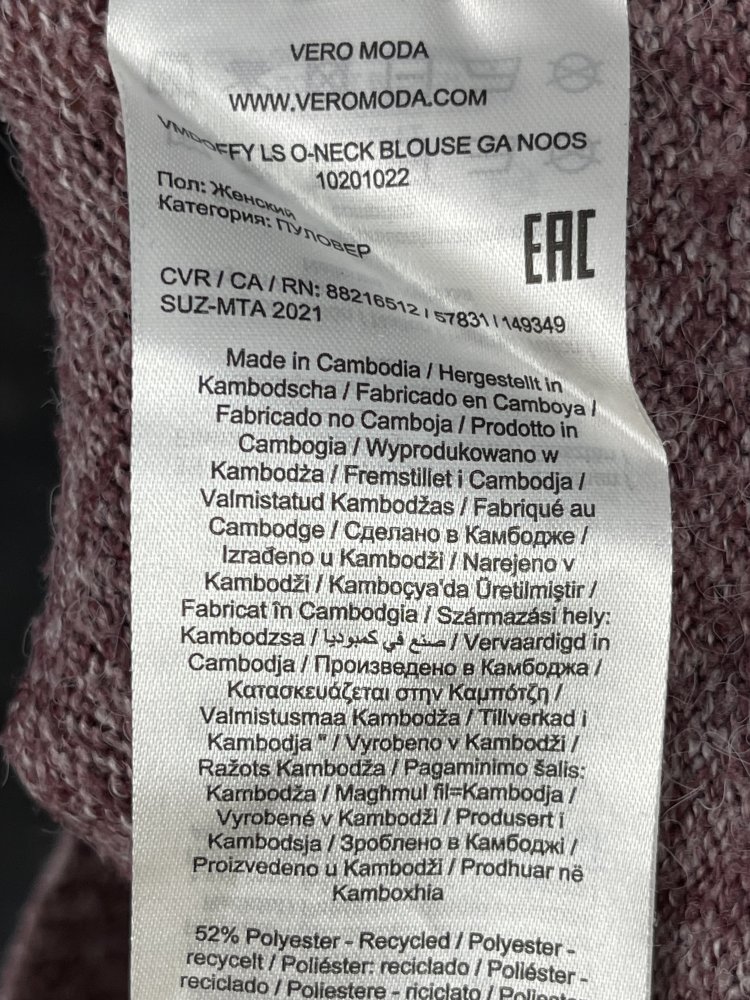 VERO MODA
WWW.VEROMODA.COM
VMDOFFY LS O-NECK BLOUSE GA NOOS
10201022
Пол: Женский
Категория: ПУЛОВЕР
EAC
CVR / CA / RN: 88216512 / 57831 / 149349
SUZ-MTA 2021
Made in Cambodia / Hergestellt in
Kambodscha / Fabricado en Camboya /
Fabricado no Camboja / Prodotto in
Cambogia / Wyprodukowano w
Kambodża / Fremstillet i Cambodja /
Valmistatud Kambodžas / Fabriqué au
Cambodge / Сделано в Камбодже /
Izrađeno u Kambodži / Narejeno v
Kambodži / Kamboçya'da Üretilmiştir /
Fabricat în Cambodgia / Származási hely:
Kambodzsa / صنع في كمبوديا / Vervaardigd in
Cambodja / Произведено в Камбоджа /
Κατασκευάζεται στην Καμπότζη /
Valmistusmaa Kambodža / Tillverkad i
Kambodja " / Vyrobeno v Kambodži /
Ražots Kambodža / Pagaminimo šalis:
Kambodža / Magħmul fil=Kambodja /
Vyrobené v Kambodži / Produsert i
Kambodsja / Зроблено в Камбоджі /
Proizvedeno u Kambodži / Prodhuar në
Kamboxhia
52% Polyester - Recycled / Polyester -
recycelt / Poliéster: reciclado / Poliéster -
reciclado / Poliestere - riciclato /